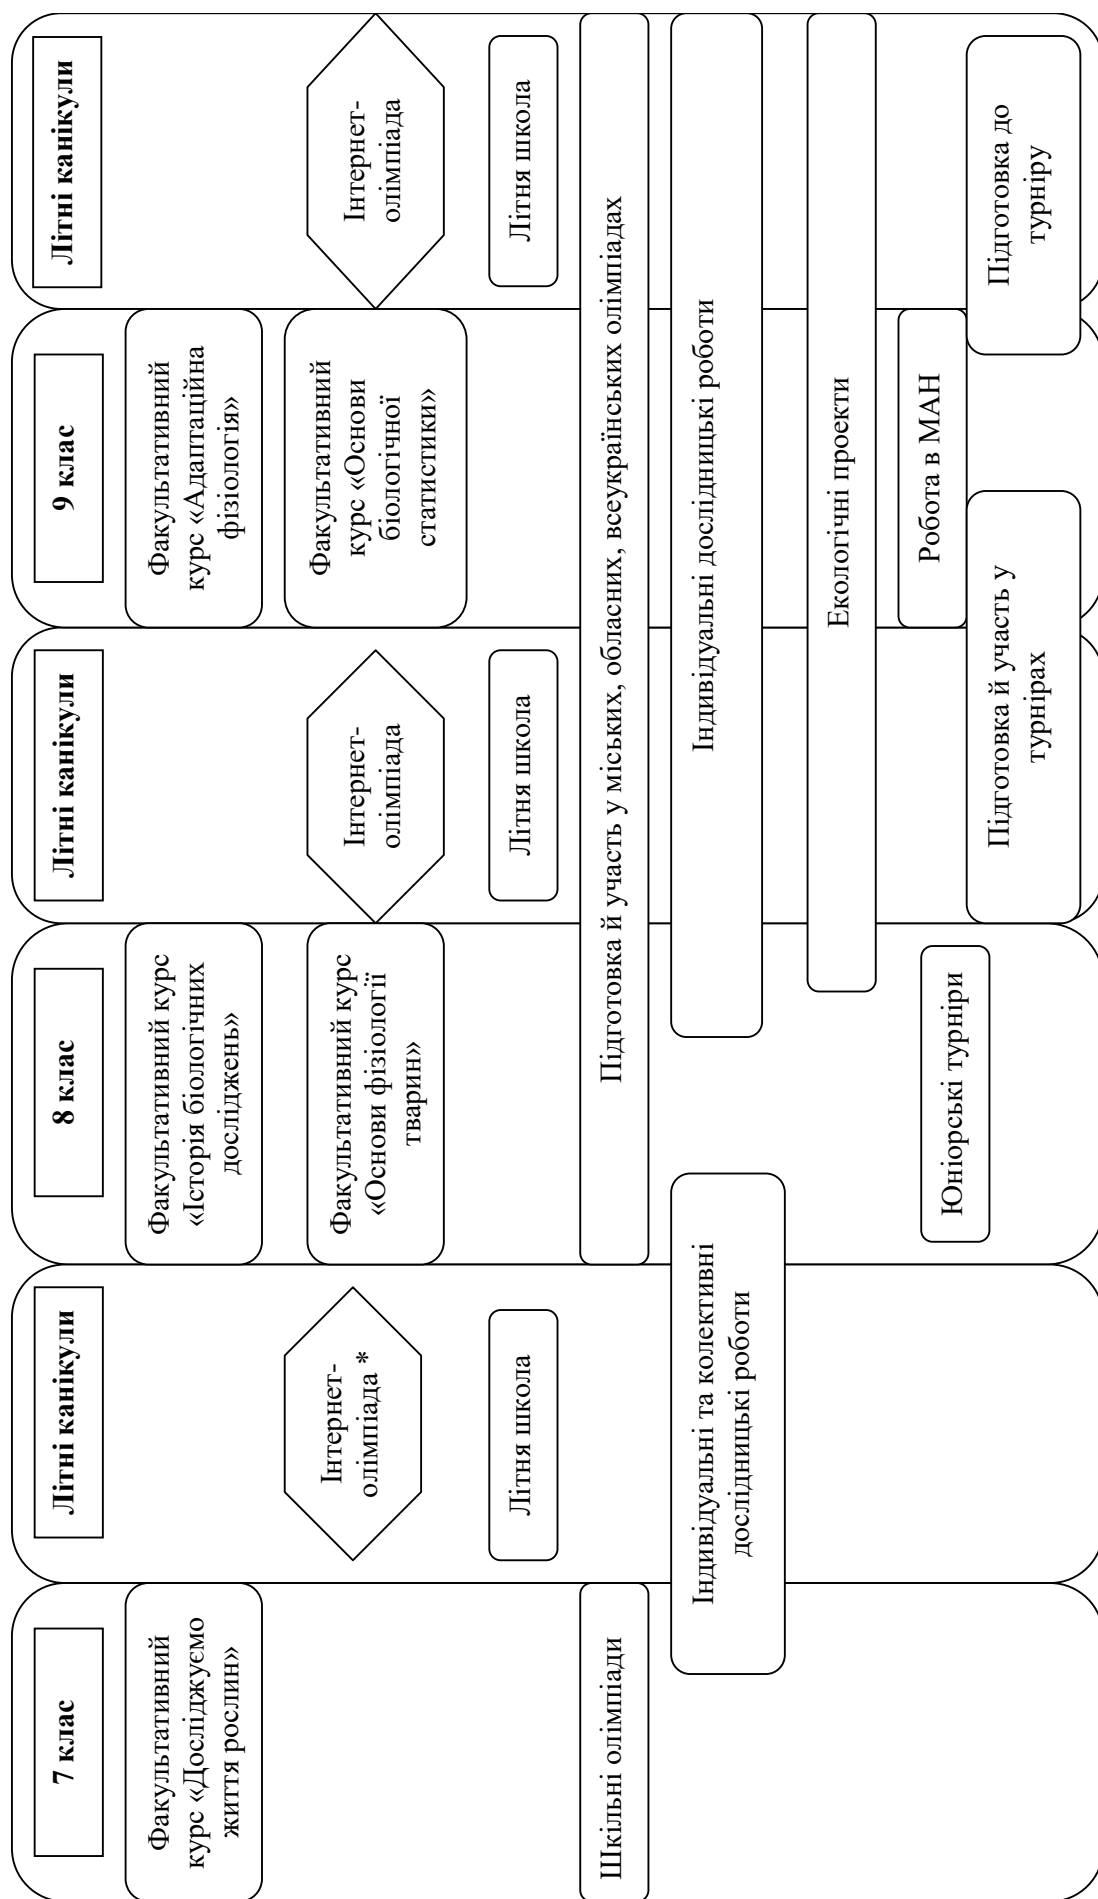 7 клас
Факультативний
курс «Досліджуємо
життя рослин»
Шкільні олімпіади
Літні канікули
Інтернет-
олімпіада *
Літня школа
Індивідуальні та колективні
дослідницькі роботи
8 клас
Факультативний курс
«Історія біологічних
досліджень»
Факультативний курс
«Основи фізіології
тварин»
Підготовка й участь у міських, обласних, всеукраїнських олімпіадах
Юніорські турніри
Літні канікули
Інтернет-
олімпіада
Літня школа
Індивідуальні дослідницькі роботи
Екологічні проекти
Підготовка й участь у
турнірах
9 клас
Факультативний
курс «Адаптаційна
фізіологія»
Факультативний
курс «Основи
біологічної
статистики»
Робота в МАН
Літні канікули
Інтернет-
олімпіада
Літня школа
Підготовка до
турніру